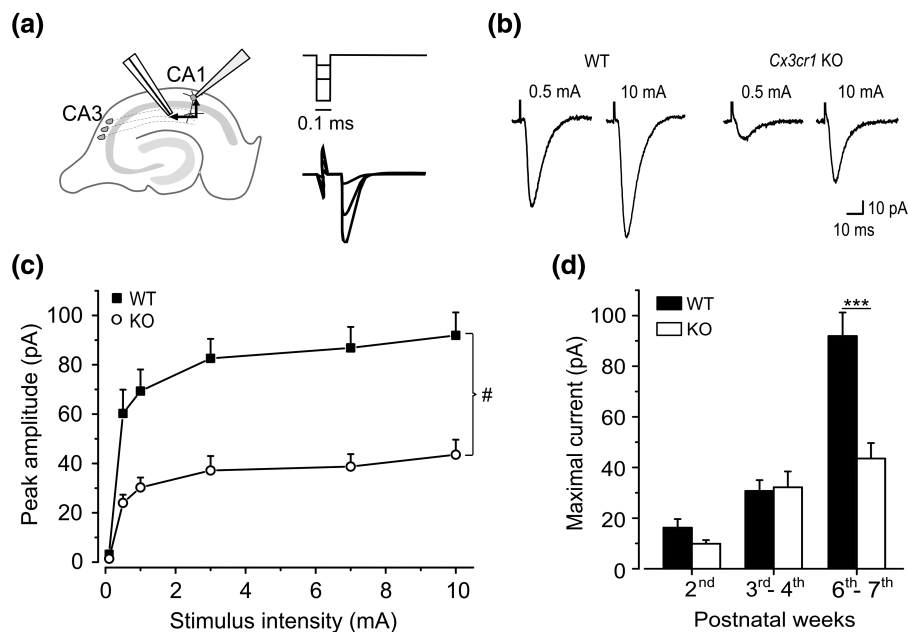 (a)
CA1
CA3
0.1 ms
(b)
WT
Cx3cr1 KO
0.5 mA
10 mA
0.5 mA
10 mA
10 pA
10 ms
(c)
WT
KO
100
80
60
40
20
0
Peak amplitude (pA)
#
0 2 4 6 8 10
Stimulus intensity (mA)
(d)
WT
KO
***
100
80
60
40
20
0
Maximal current (pA)
2nd 3rd- 4th 6th- 7th
Postnatal weeks